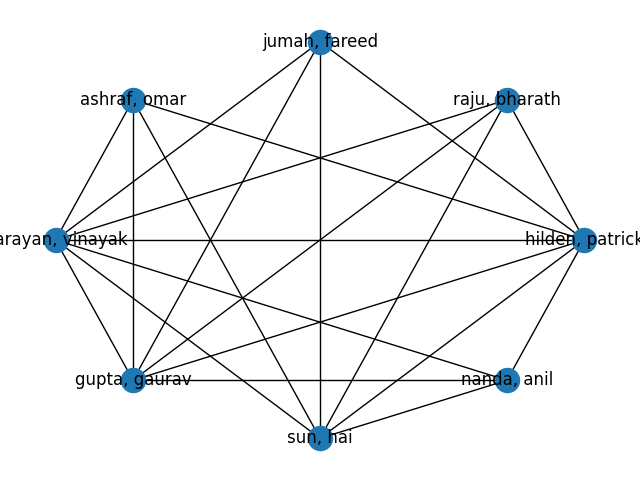 jumah, fareed
ashraf, omar
raju, bharath
arayan, vinayak
hilden, patrick
gupta, gaurav
nanda, anil
sun, hai